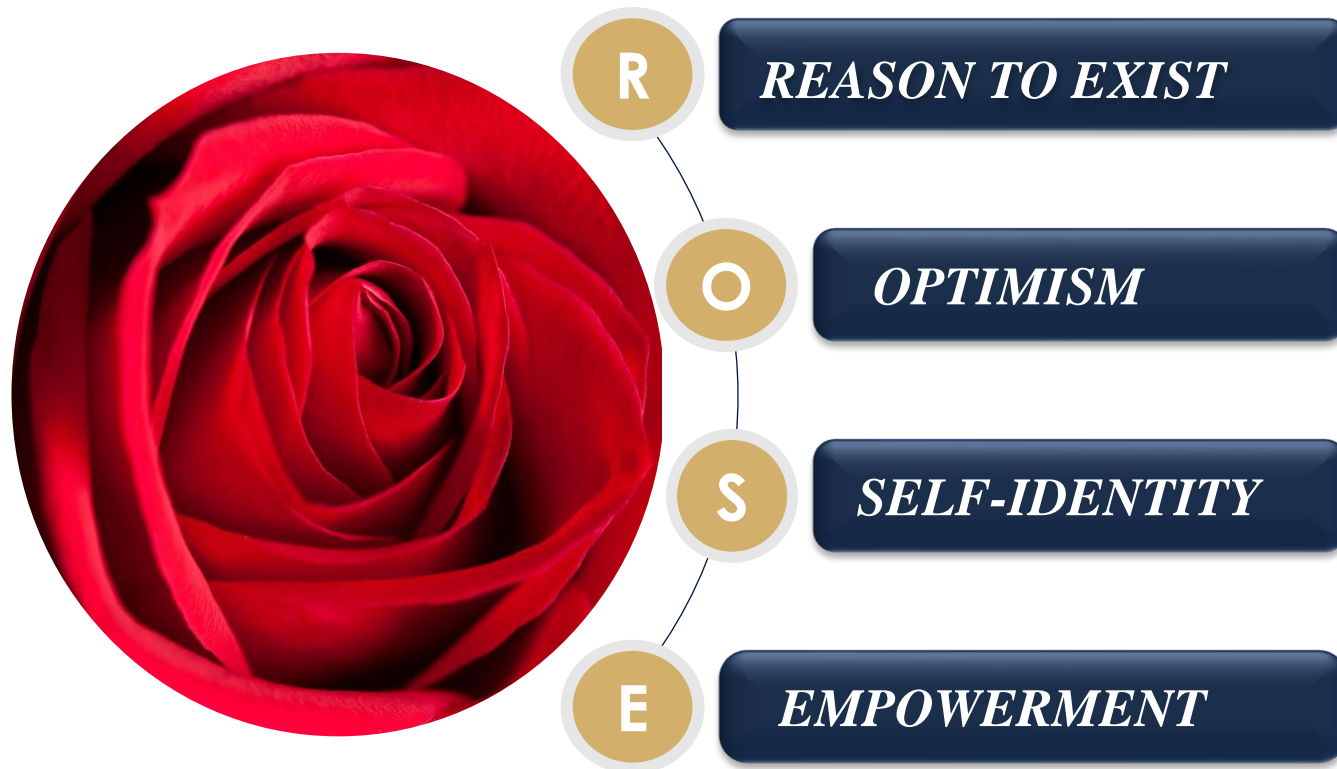 R REASON TO EXIST
O OPTIMISM
S SELF-IDENTITY
E EMPOWERMENT